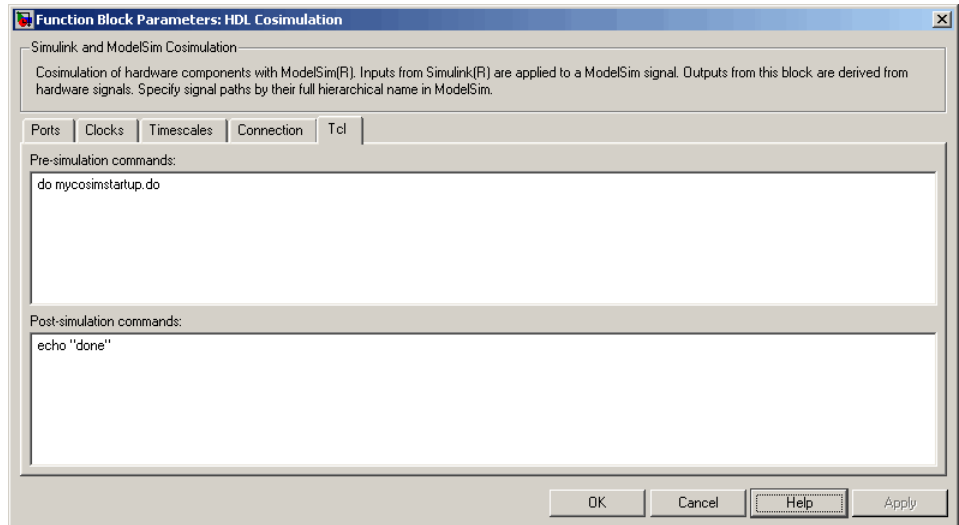 Function Block Parameters: HDL Cosimulation
Simulink and ModelSim Cosimulation
Cosimulation of hardware components with ModelSim(R). Inputs from Simulink(R) are applied to a ModelSim signal. Outputs from this block are derived from
hardware signals. Specify signal paths by their full hierarchical name in ModelSim.
Ports Clocks Timescales Connection Tcl
Pre-simulation commands:
do mycosimstartup.do
Post-simulation commands:
echo "done"
OK Cancel Help Apply